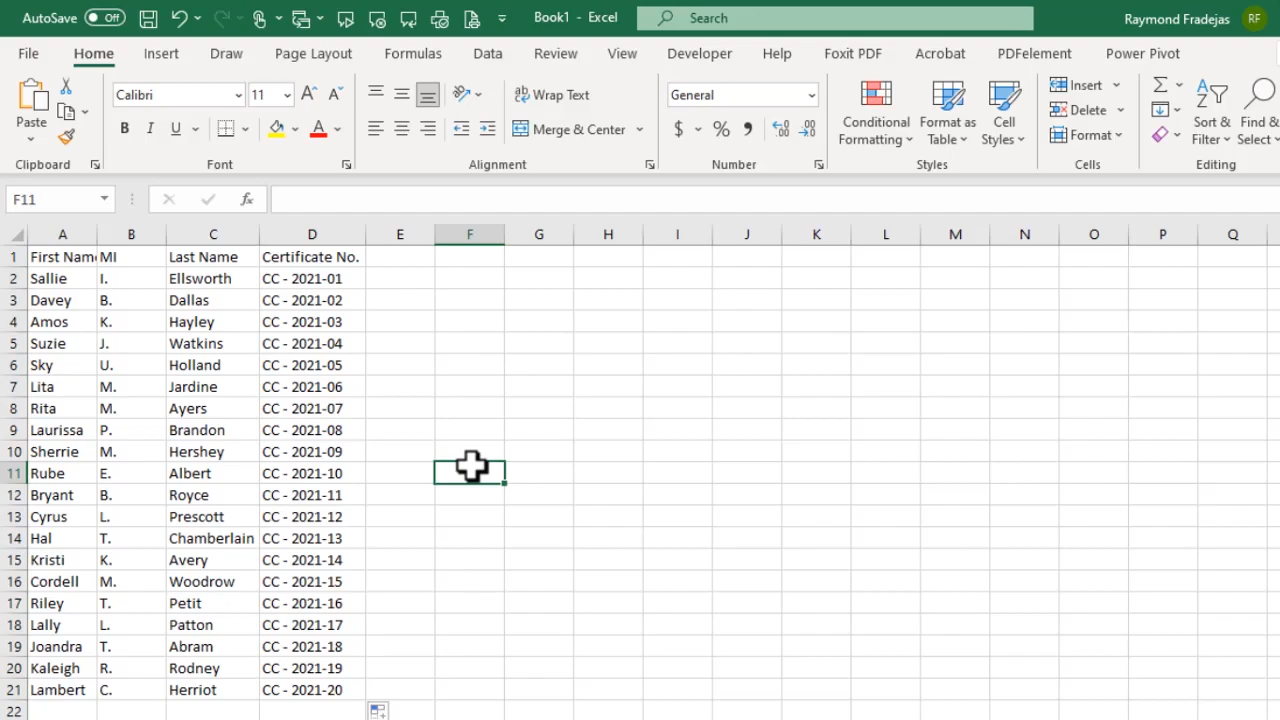 AutoSave Off Book1 - Excel Search Raymond Fradejas RF
File Home Insert Draw Page Layout Formulas Data Review View Developer Help Foxit PDF Acrobat PDFelement Power Pivot
Paste
Clipboard
Calibri 11 A A
B I U A
Font
Wrap Text
Merge & Center
Alignment
General
$ % 9
Number
Conditional Formatting
Format as Table
Cell Styles
Styles
Insert
Delete
Format
Cells
Sort & Filter
Find & Select
Editing
F11 fx
A B C D E F G H I J K L M N O P Q
1 First Nam MI Last Name Certificate No.
2 Sallie I. Ellsworth CC - 2021-01
3 Davey B. Dallas CC - 2021-02
4 Amos K. Hayley CC - 2021-03
5 Suzie J. Watkins CC - 2021-04
6 Sky U. Holland CC - 2021-05
7 Lita M. Jardine CC - 2021-06
8 Rita M. Ayers CC - 2021-07
9 Laurissa P. Brandon CC - 2021-08
10 Sherrie M. Hershey CC - 2021-09
11 Rube E. Albert CC - 2021-10
12 Bryant B. Royce CC - 2021-11
13 Cyrus L. Prescott CC - 2021-12
14 Hal T. Chamberlain CC - 2021-13
15 Kristi K. Avery CC - 2021-14
16 Cordell M. Woodrow CC - 2021-15
17 Riley T. Petit CC - 2021-16
18 Lally L. Patton CC - 2021-17
19 Joandra T. Abram CC - 2021-18
20 Kaleigh R. Rodney CC - 2021-19
21 Lambert C. Herriot CC - 2021-20
22